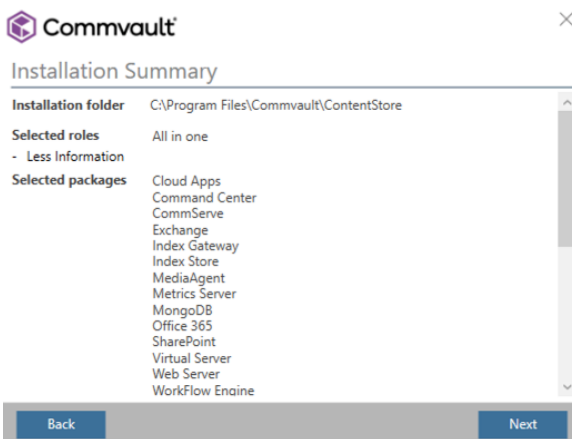 Commvault
Installation Summary
Installation folder C:\Program Files\Commvault\ContentStore
Selected roles All in one
- Less Information
Selected packages Cloud Apps
Command Center
CommServe
Exchange
Index Gateway
Index Store
MediaAgent
Metrics Server
MongoDB
Office 365
SharePoint
Virtual Server
Web Server
WorkFlow Engine
Back Next